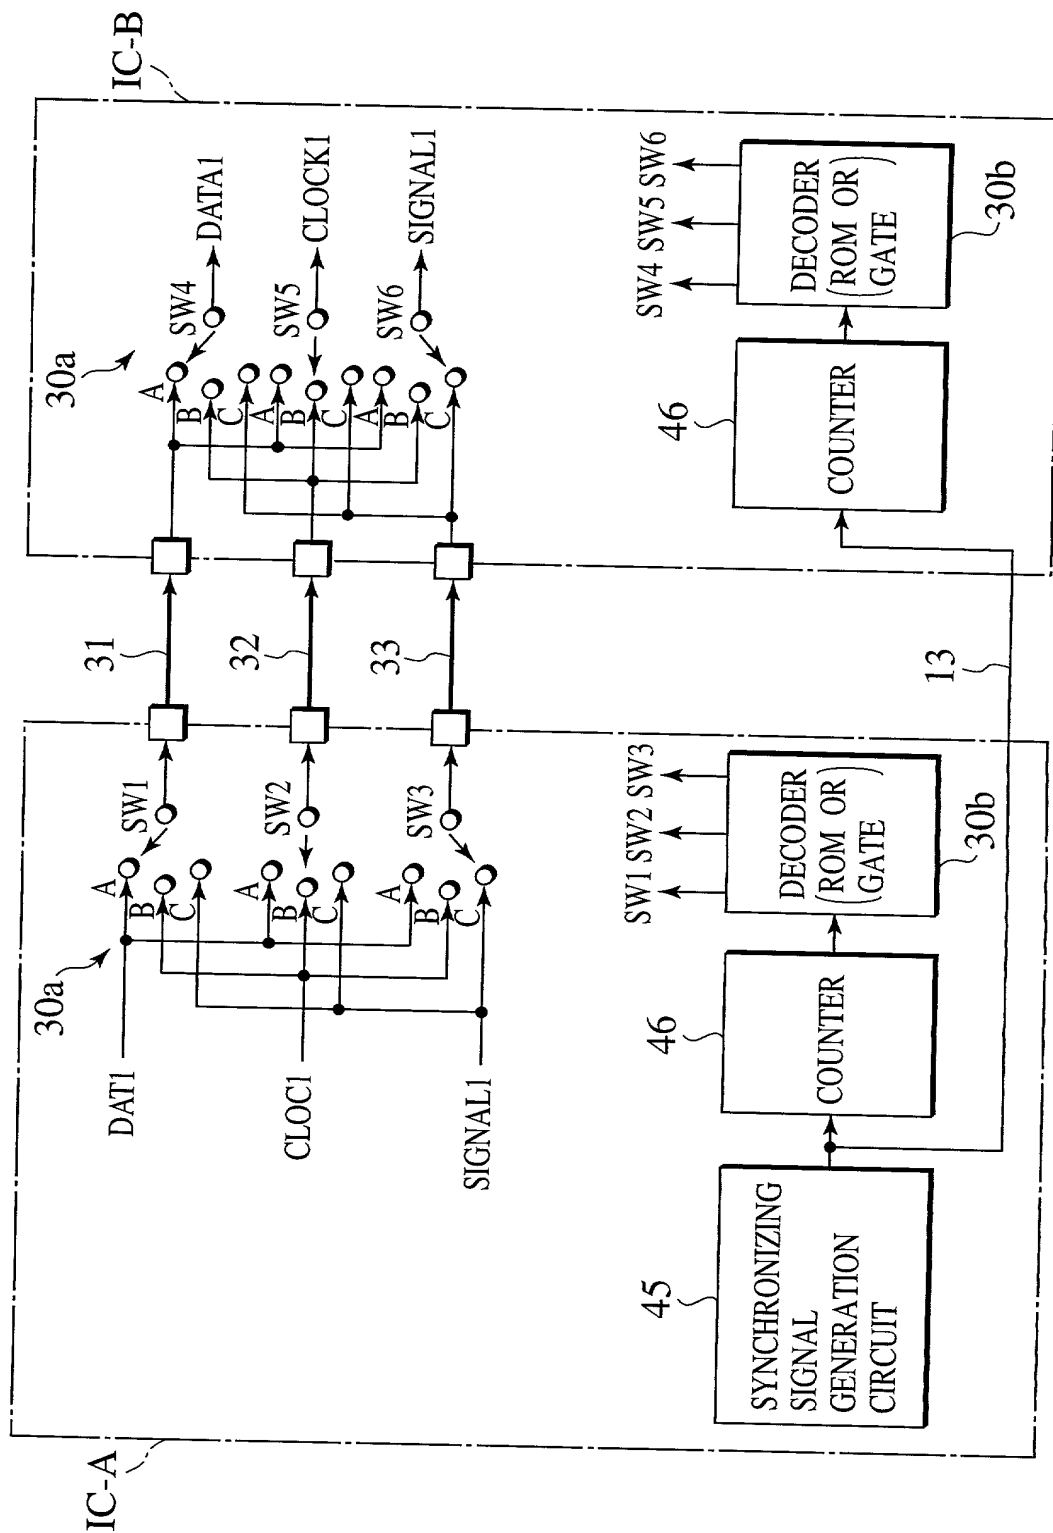 IC-A
IC-B
30a
DAT1
CLOC1
SIGNAL1
A
B
C
A
B
C
A
B
C
SW1
SW2
SW3
31
32
33
30a
A
B
C
A
B
C
A
B
C
SW4
SW5
SW6
DATA1
CLOCK1
SIGNAL1
45
SYNCHRONIZING
SIGNAL
GENERATION
CIRCUIT
46
COUNTER
SW1 SW2 SW3
DECODER
(ROM OR)
(GATE)
30b
13
46
COUNTER
SW4 SW5 SW6
DECODER
(ROM OR)
(GATE)
30b